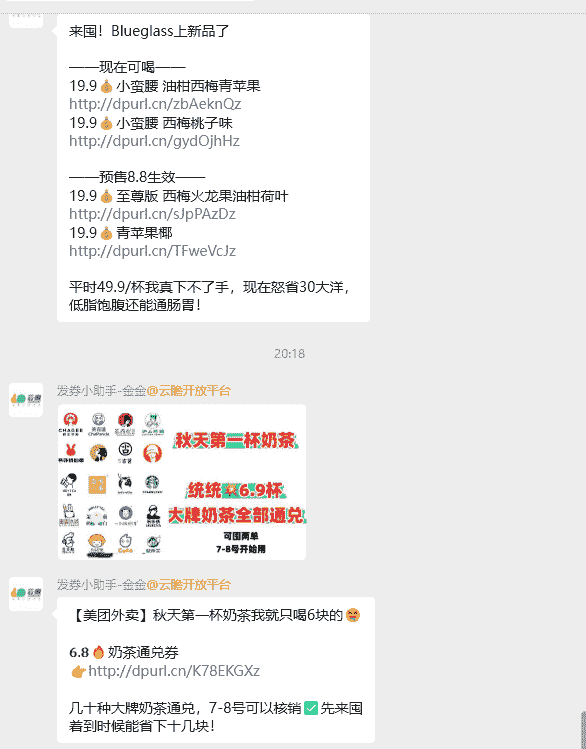 来囤！Blueglass上新品了
——现在可喝——
19.9💰小蛮腰 油柑西梅青苹果
http://dpurl.cn/zbAeknQz
19.9💰小蛮腰 西梅桃子味
http://dpurl.cn/gydOjhHz
——预售8.8生效——
19.9💰至尊版 西梅火龙果油柑荷叶
http://dpurl.cn/sJpPAzDz
19.9💰青苹果椰
http://dpurl.cn/TFweVcJz
平时49.9/杯我真下不了手，现在怒省30大洋，
低脂饱腹还能通肠胃！
20:18
发券小助手-金金@云瞻开放平台
秋天第一杯奶茶
统统💥6.9杯
大牌奶茶全部通兑
可囤两单
7-8号开始用
发券小助手-金金@云瞻开放平台
【美团外卖】秋天第一杯奶茶我就只喝6块的😆
6.8🔥奶茶通兑券
👉http://dpurl.cn/K78EKGXz
几十种大牌奶茶通兑，7-8号可以核销✅先来囤
着到时候能省下十几块！